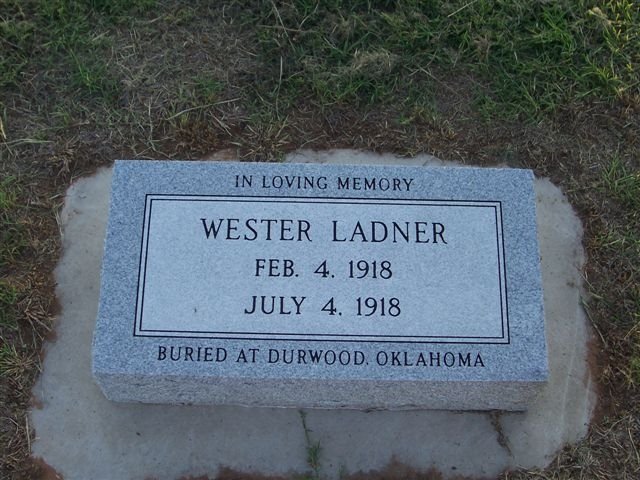 IN LOVING MEMORY
WESTER LADNER
FEB. 4, 1918
JULY 4, 1918
BURIED AT DURWOOD, OKLAHOMA